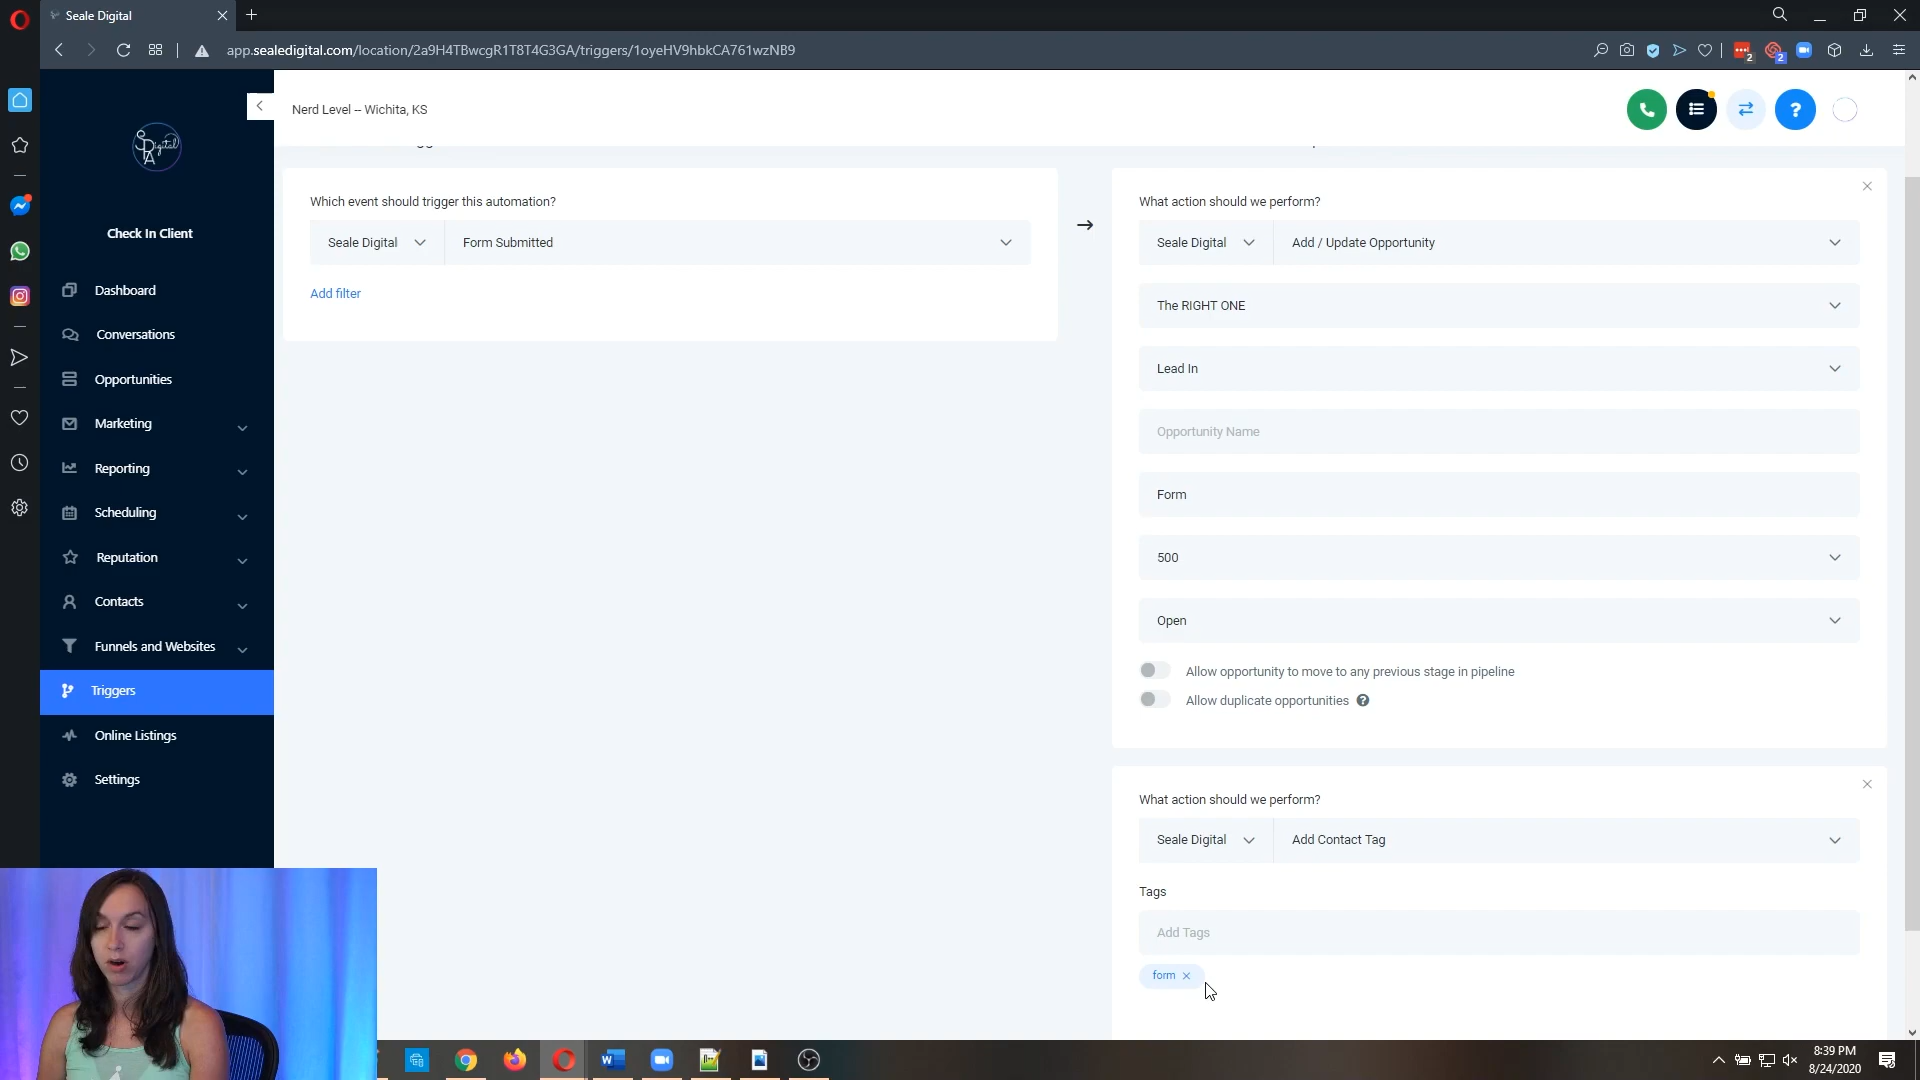 Seale Digital
app.sealedigital.com/location/2a9H4TBwcgR1T8T4G3GA/triggers/1oyeHV9hbkCA761wzNB9
2
2
Nerd Level -- Wichita, KS
Digital
Check In Client
Dashboard
Conversations
Opportunities
Marketing
Reporting
Scheduling
Reputation
Contacts
Funnels and Websites
Triggers
Online Listings
Settings
Which event should trigger this automation?
Seale Digital
Form Submitted
Add filter
What action should we perform?
Seale Digital
Add / Update Opportunity
The RIGHT ONE
Lead In
Opportunity Name
Form
500
Open
Allow opportunity to move to any previous stage in pipeline
Allow duplicate opportunities
What action should we perform?
Seale Digital
Add Contact Tag
Tags
Add Tags
form
8:39 PM
8/24/2020